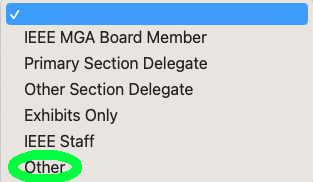 IEEE MGA Board Member
Primary Section Delegate
Other Section Delegate
Exhibits Only
IEEE Staff
Other